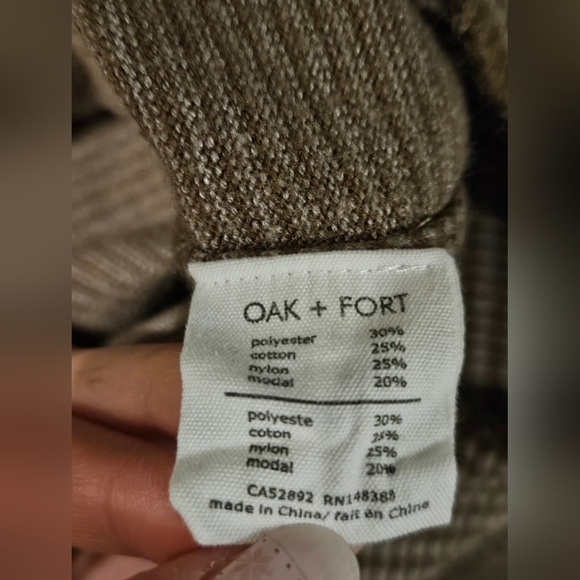 OAK + FORT
polyester 30%
cotton 25%
nylon 25%
modal 20%
polyeste 30%
coton 25%
nylon 25%
modal 20%
CA52892 RN148388
made in China/ fait en China